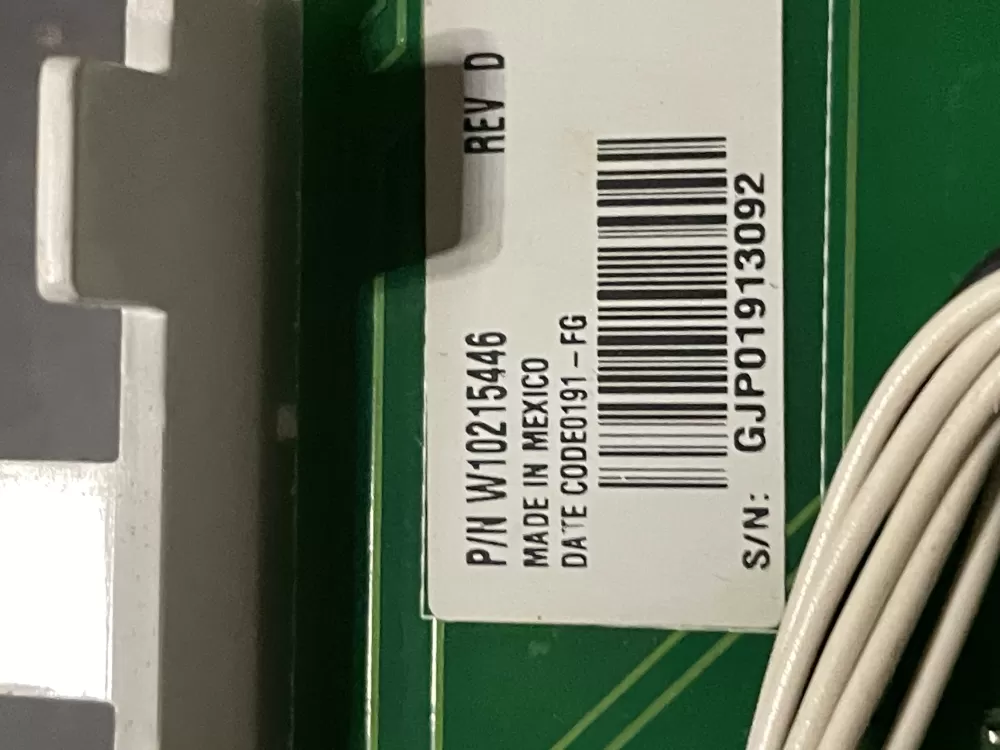 P/N W10215446 REV D
MADE IN MEXICO
DATE CODE0191-FG
S/N: GJP01913092